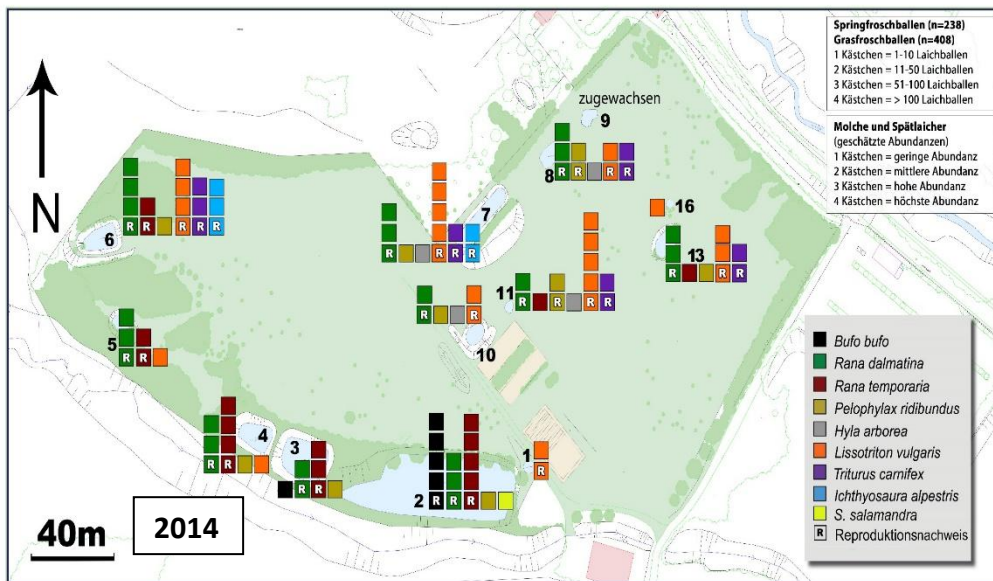 Springfroschballen (n=238)
Grasfroschballen (n=408)
1 Kästchen = 1-10 Laichballen
2 Kästchen = 11-50 Laichballen
3 Kästchen = 51-100 Laichballen
4 Kästchen = > 100 Laichballen
Molche und Spätlaicher
(geschätzte Abundanzen)
1 Kästchen = geringe Abundanz
2 Kästchen = mittlere Abundanz
3 Kästchen = hohe Abundanz
4 Kästchen = höchste Abundanz
zugewachsen
9
8
R R R R
N
R R R R R
6
7
R R R R
16
13
R R R
11
R R R R
R R
10
5
R R
4
R R
3
R R
1
R
2
R R R
40m
2014
Bufo bufo
Rana dalmatina
Rana temporaria
Pelophylax ridibundus
Hyla arborea
Lissotriton vulgaris
Triturus carnifex
Ichthyosaura alpestris
S. salamandra
R Reproduktionsnachweis